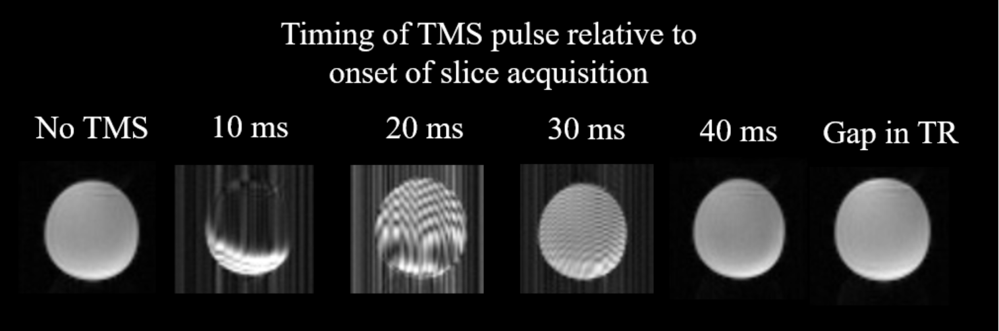 Timing of TMS pulse relative to
onset of slice acquisition
No TMS
10 ms
20 ms
30 ms
40 ms
Gap in TR